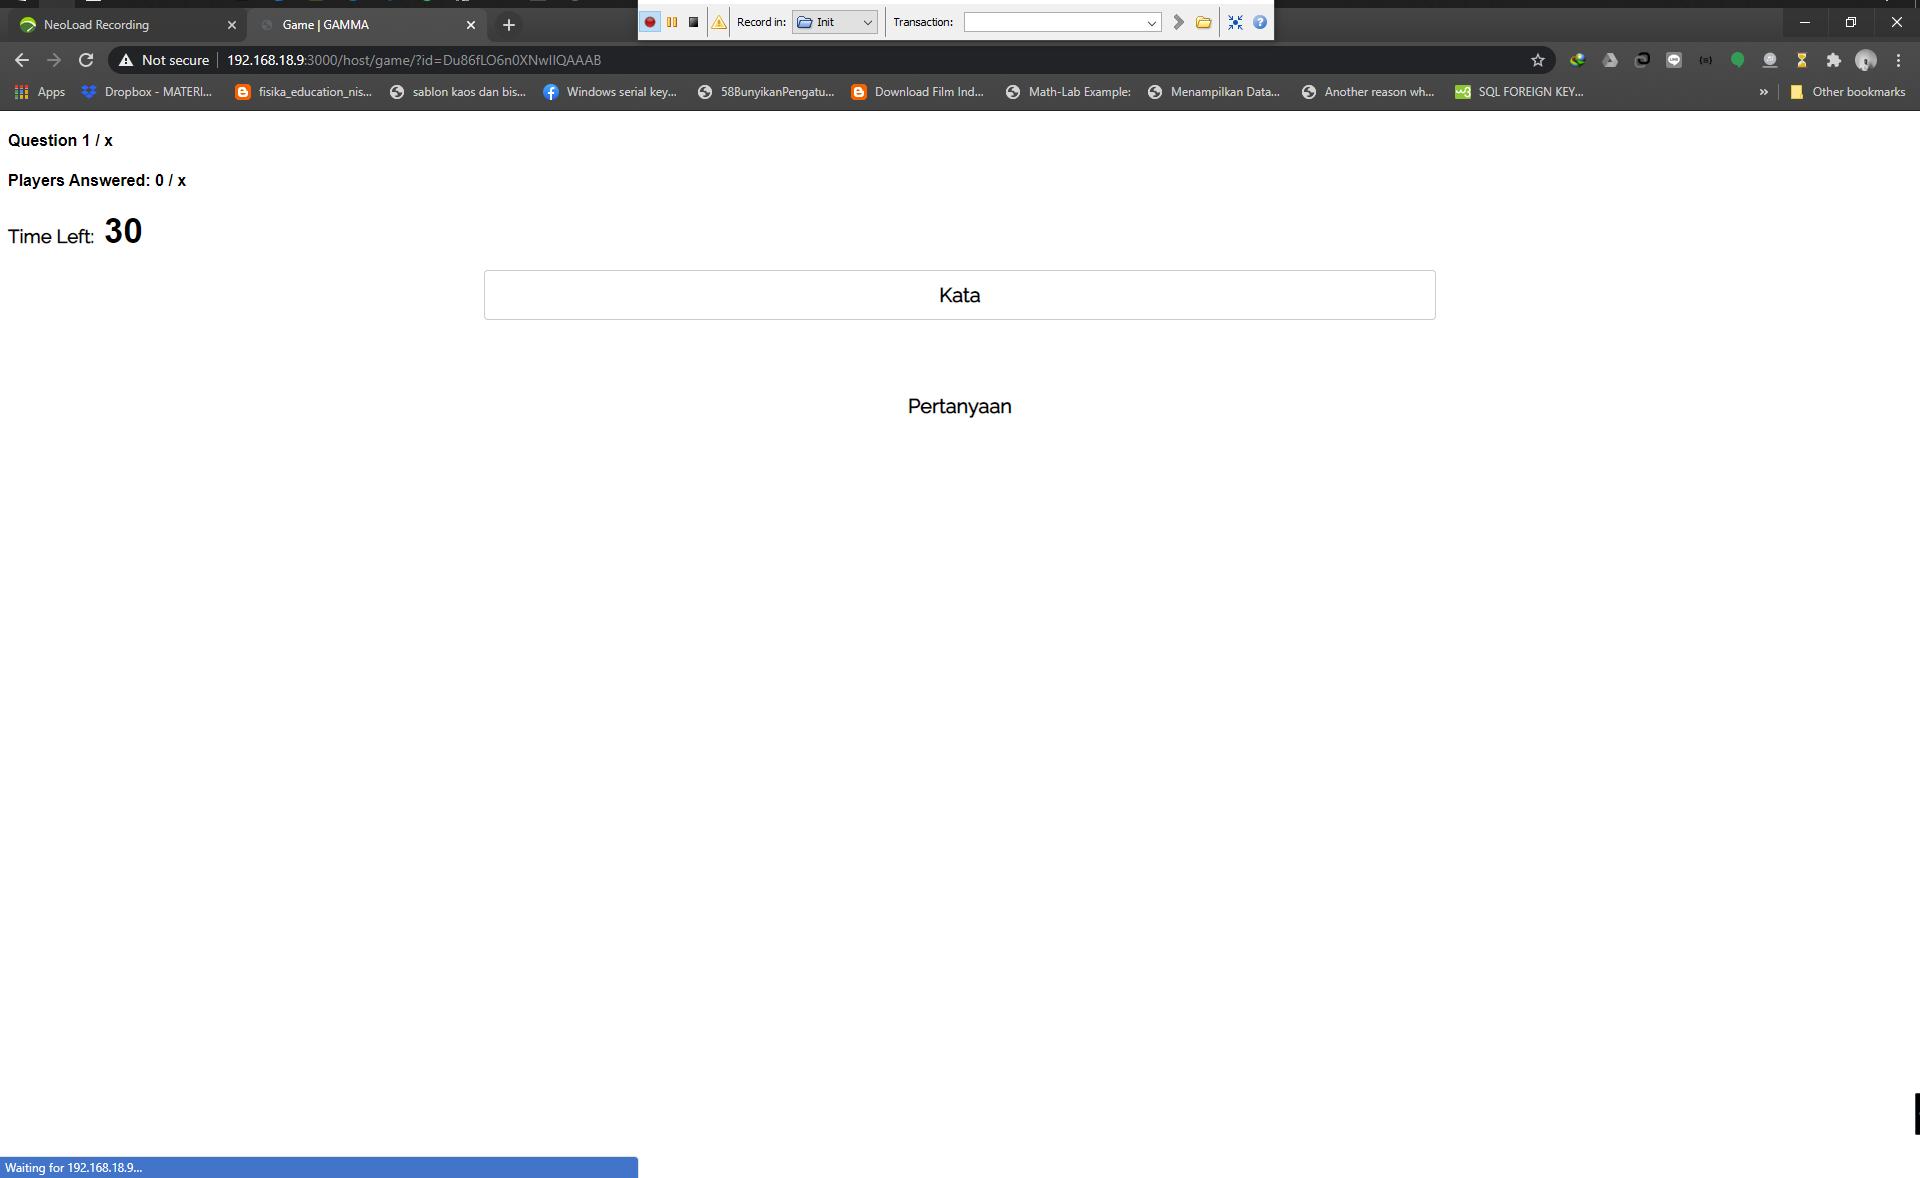 NeoLoad Recording
Game | GAMMA
Record in: Init Transaction:
Not secure 192.168.18.9:3000/host/game/?id=Du86fLO6n0XNwIIQAAAB
Apps Dropbox - MATERI... fisika_education_nis... sablon kaos dan bis... Windows serial key... 58BunyikanPengatu... Download Film Ind... Math-Lab Example: Menampilkan Data... Another reason wh... SQL FOREIGN KEY... » Other bookmarks
Question 1 / x
Players Answered: 0 / x
Time Left: 30
Kata
Pertanyaan
Waiting for 192.168.18.9...